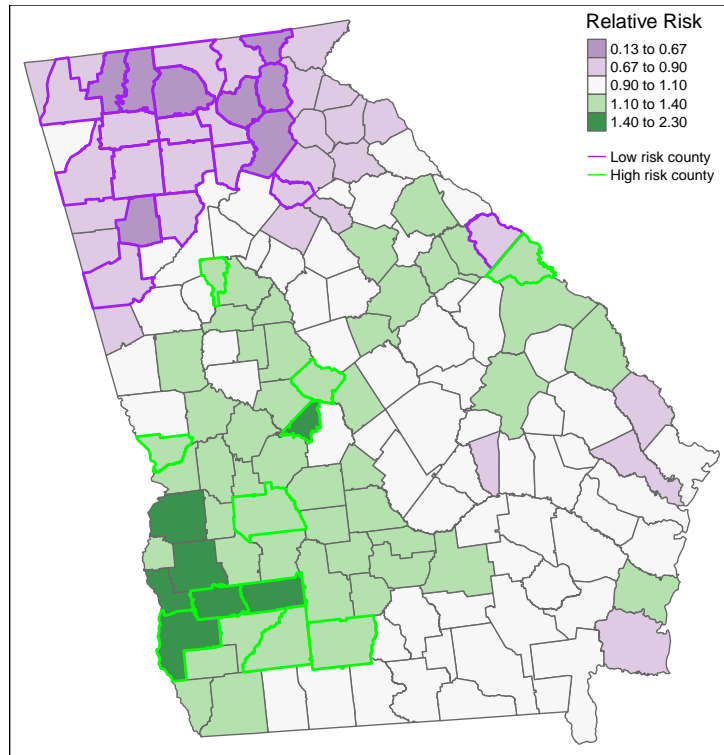 Relative Risk
0.13 to 0.67
0.67 to 0.90
0.90 to 1.10
1.10 to 1.40
1.40 to 2.30
Low risk county
High risk county